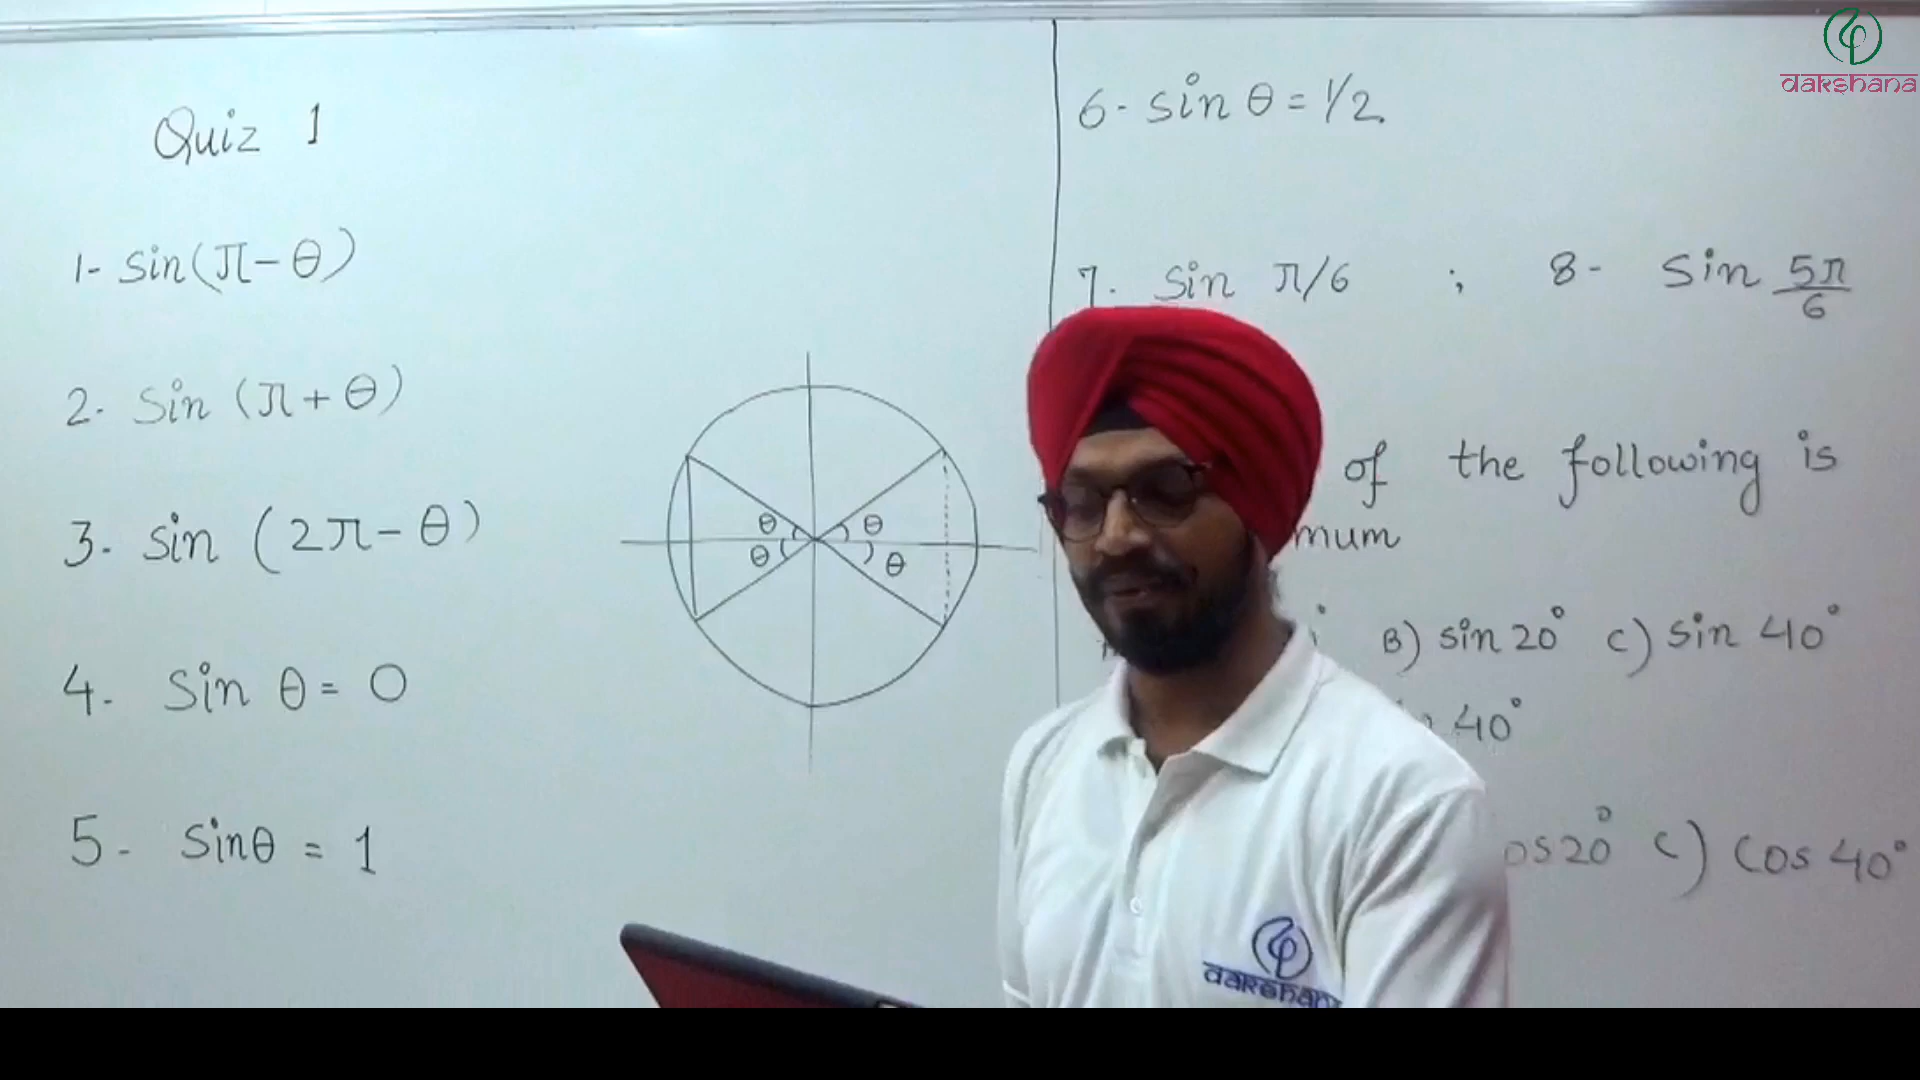 Quiz 1
1- sin(π-θ)
2. sin (π+θ)
3. sin (2π-θ)
4. sin θ = 0
5- sinθ = 1
θ θ
θ θ
6- sin θ = 1/2.
7. sin π/6 ; 8- sin 5π/6
of the following is
mum
B) sin 20° C) sin 40°
40°
os20° C) cos 40°
dakshana
dakshana